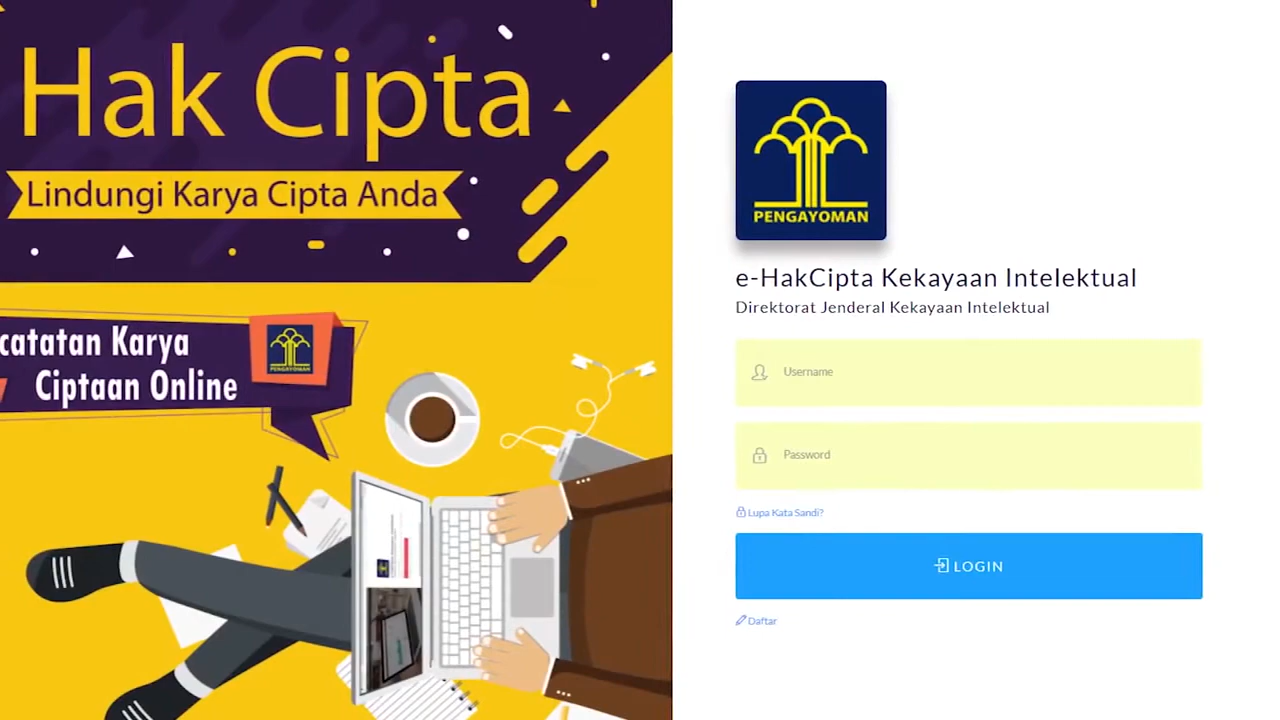 Hak Cipta
Lindungi Karya Cipta Anda
catatan Karya
Ciptaan Online
PENGAYOMAN
PENGAYOMAN
e-HakCipta Kekayaan Intelektual
Direktorat Jenderal Kekayaan Intelektual
Username
Password
Lupa Kata Sandi?
LOGIN
Daftar